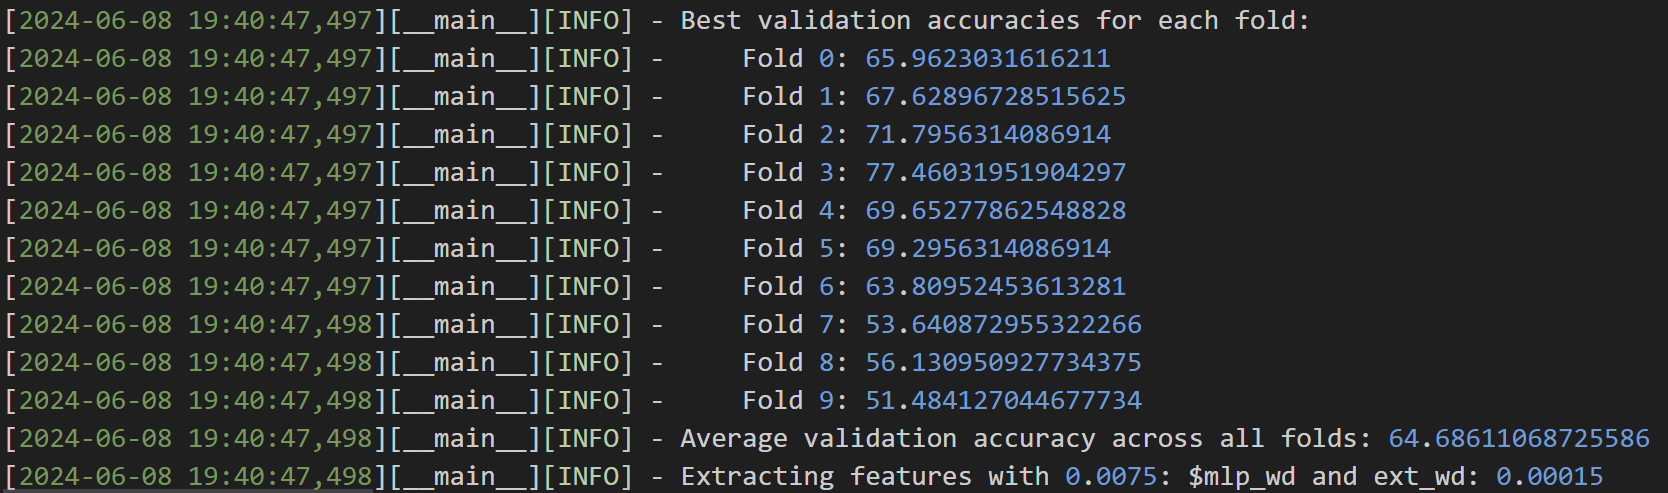 [2024-06-08 19:40:47,497][__main__][INFO] - Best validation accuracies for each fold:
[2024-06-08 19:40:47,497][__main__][INFO] -     Fold 0: 65.9623031616211
[2024-06-08 19:40:47,497][__main__][INFO] -     Fold 1: 67.62896728515625
[2024-06-08 19:40:47,497][__main__][INFO] -     Fold 2: 71.7956314086914
[2024-06-08 19:40:47,497][__main__][INFO] -     Fold 3: 77.46031951904297
[2024-06-08 19:40:47,497][__main__][INFO] -     Fold 4: 69.65277862548828
[2024-06-08 19:40:47,497][__main__][INFO] -     Fold 5: 69.2956314086914
[2024-06-08 19:40:47,497][__main__][INFO] -     Fold 6: 63.80952453613281
[2024-06-08 19:40:47,498][__main__][INFO] -     Fold 7: 53.640872955322266
[2024-06-08 19:40:47,498][__main__][INFO] -     Fold 8: 56.130950927734375
[2024-06-08 19:40:47,498][__main__][INFO] -     Fold 9: 51.484127044677734
[2024-06-08 19:40:47,498][__main__][INFO] - Average validation accuracy across all folds: 64.68611068725586
[2024-06-08 19:40:47,498][__main__][INFO] - Extracting features with 0.0075: $mlp_wd and ext_wd: 0.00015